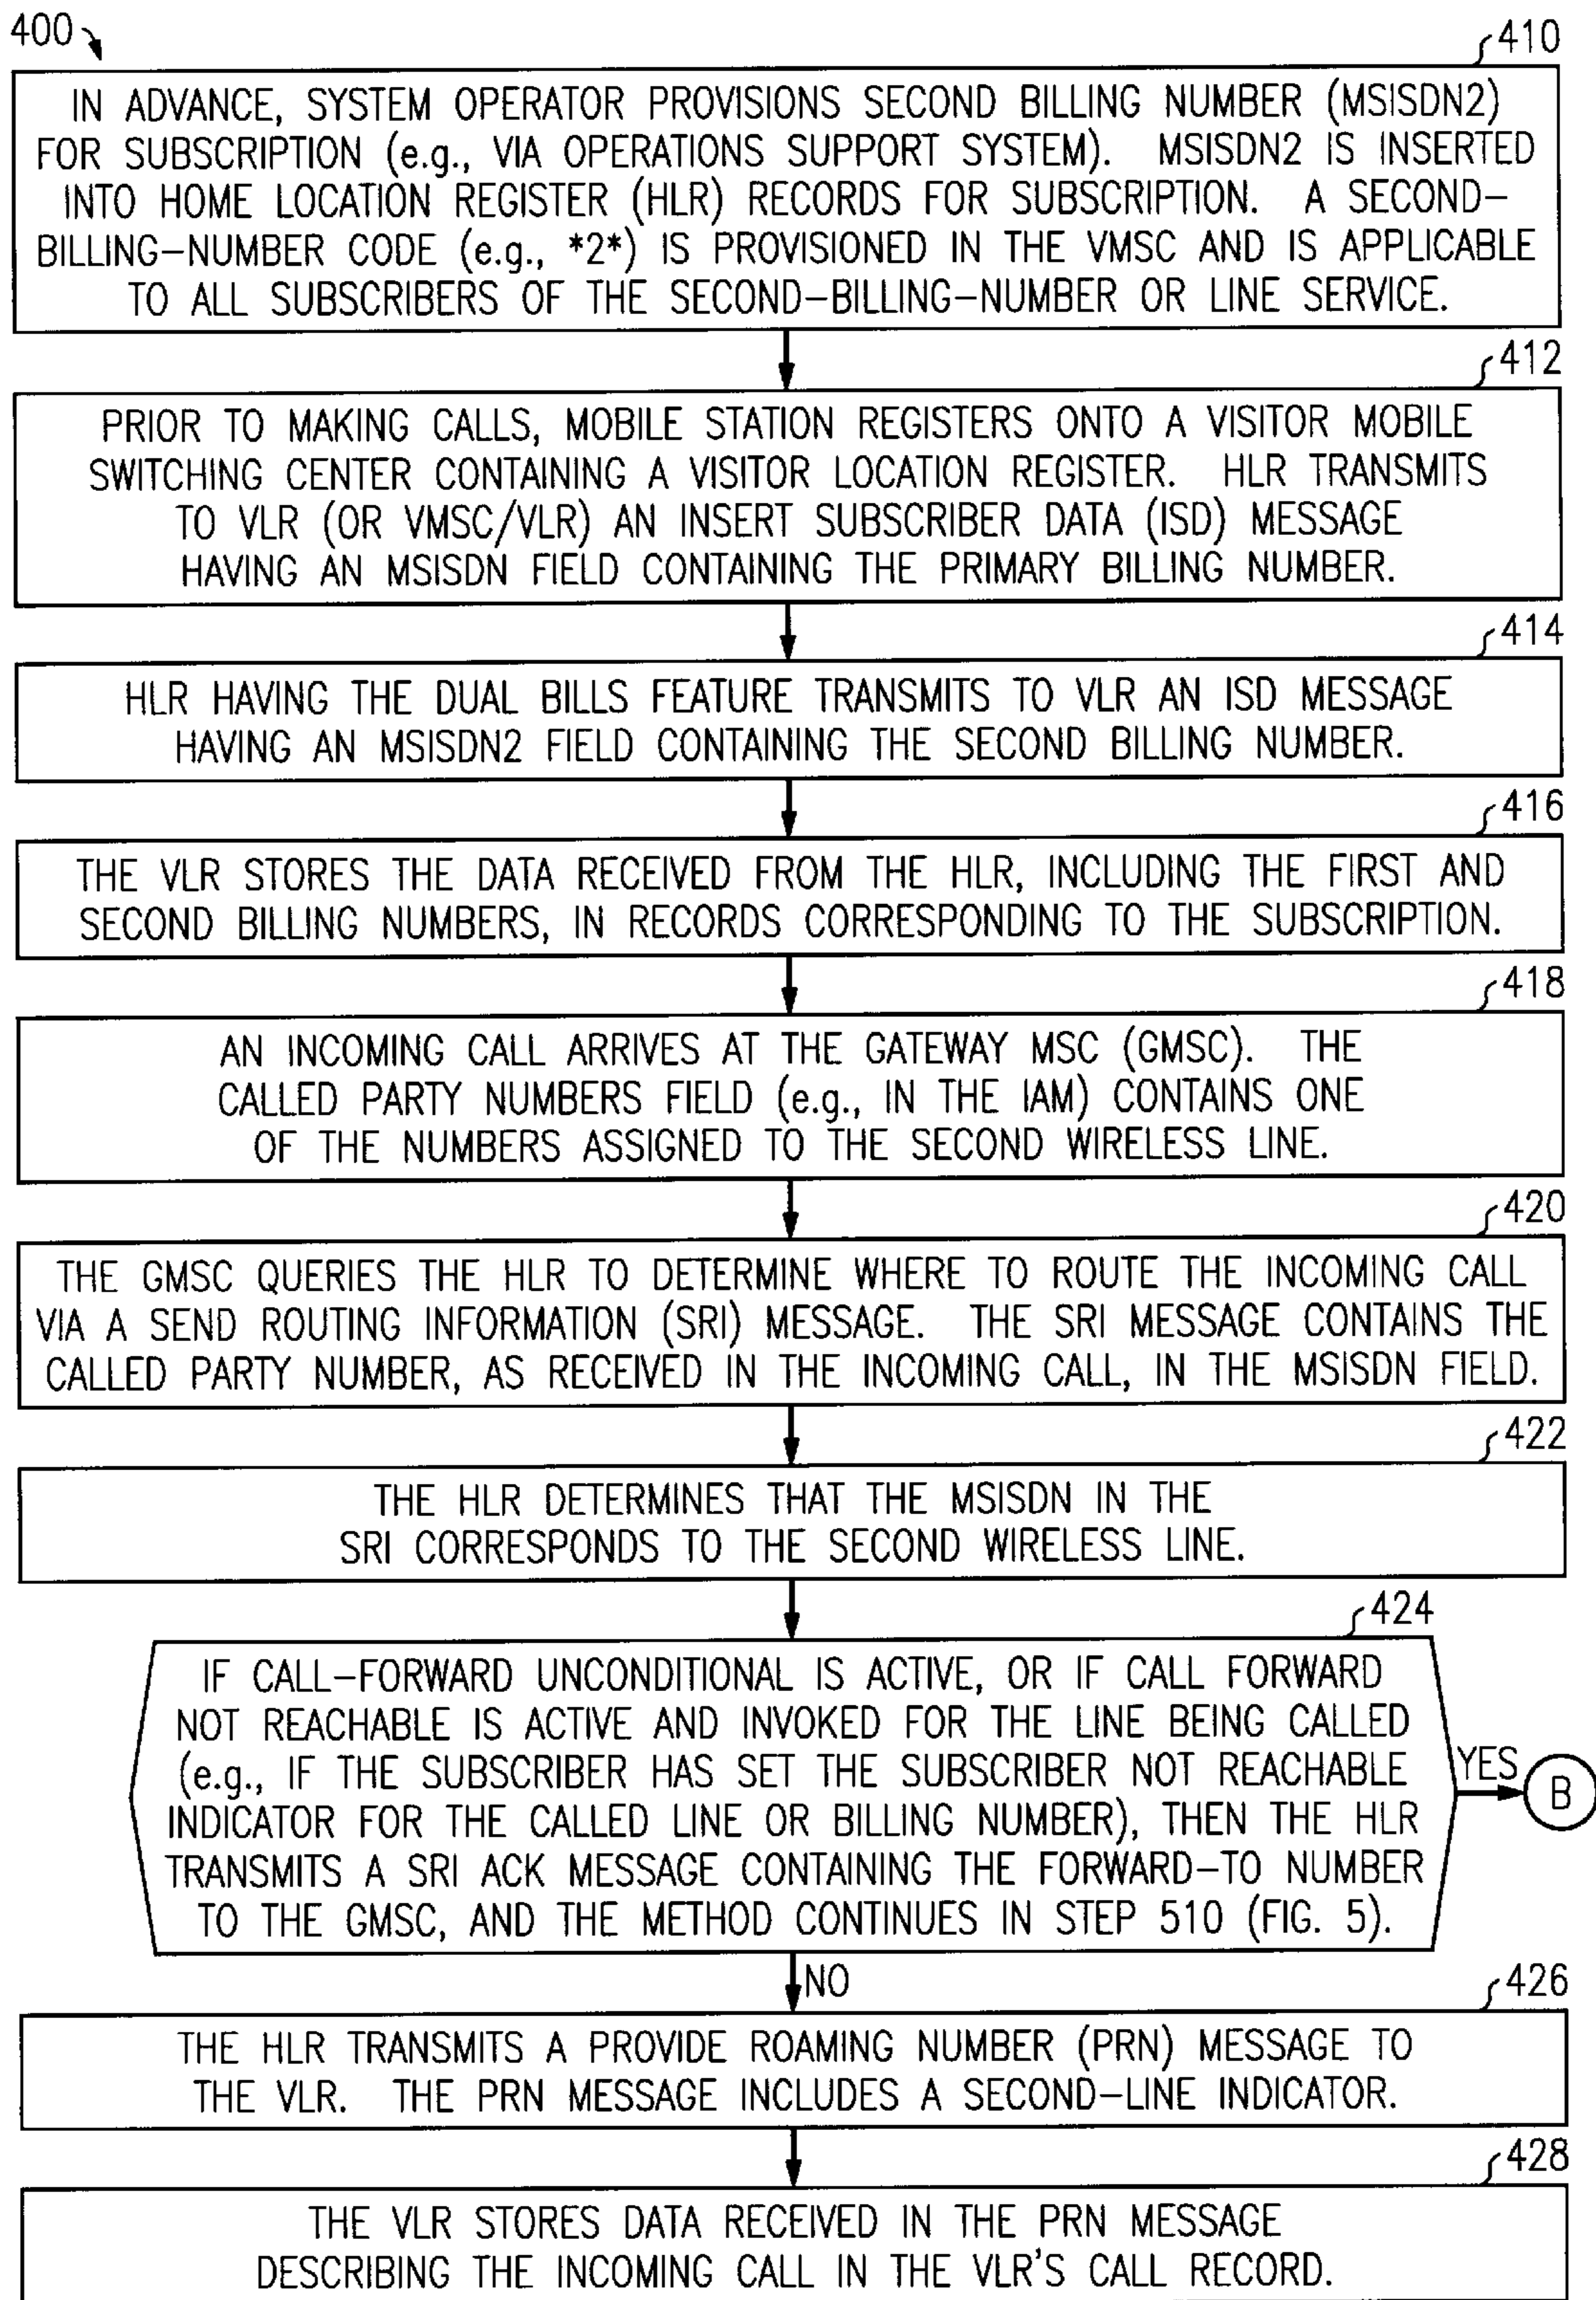 400
410
IN ADVANCE, SYSTEM OPERATOR PROVISIONS SECOND BILLING NUMBER (MSISDN2)
FOR SUBSCRIPTION (e.g., VIA OPERATIONS SUPPORT SYSTEM). MSISDN2 IS INSERTED
INTO HOME LOCATION REGISTER (HLR) RECORDS FOR SUBSCRIPTION. A SECOND-
BILLING-NUMBER CODE (e.g., *2*) IS PROVISIONED IN THE VMSC AND IS APPLICABLE
TO ALL SUBSCRIBERS OF THE SECOND-BILLING-NUMBER OR LINE SERVICE.
412
PRIOR TO MAKING CALLS, MOBILE STATION REGISTERS ONTO A VISITOR MOBILE
SWITCHING CENTER CONTAINING A VISITOR LOCATION REGISTER. HLR TRANSMITS
TO VLR (OR VMSC/VLR) AN INSERT SUBSCRIBER DATA (ISD) MESSAGE
HAVING AN MSISDN FIELD CONTAINING THE PRIMARY BILLING NUMBER.
414
HLR HAVING THE DUAL BILLS FEATURE TRANSMITS TO VLR AN ISD MESSAGE
HAVING AN MSISDN2 FIELD CONTAINING THE SECOND BILLING NUMBER.
416
THE VLR STORES THE DATA RECEIVED FROM THE HLR, INCLUDING THE FIRST AND
SECOND BILLING NUMBERS, IN RECORDS CORRESPONDING TO THE SUBSCRIPTION.
418
AN INCOMING CALL ARRIVES AT THE GATEWAY MSC (GMSC). THE
CALLED PARTY NUMBERS FIELD (e.g., IN THE IAM) CONTAINS ONE
OF THE NUMBERS ASSIGNED TO THE SECOND WIRELESS LINE.
420
THE GMSC QUERIES THE HLR TO DETERMINE WHERE TO ROUTE THE INCOMING CALL
VIA A SEND ROUTING INFORMATION (SRI) MESSAGE. THE SRI MESSAGE CONTAINS THE
CALLED PARTY NUMBER, AS RECEIVED IN THE INCOMING CALL, IN THE MSISDN FIELD.
422
THE HLR DETERMINES THAT THE MSISDN IN THE
SRI CORRESPONDS TO THE SECOND WIRELESS LINE.
424
IF CALL-FORWARD UNCONDITIONAL IS ACTIVE, OR IF CALL FORWARD
NOT REACHABLE IS ACTIVE AND INVOKED FOR THE LINE BEING CALLED
(e.g., IF THE SUBSCRIBER HAS SET THE SUBSCRIBER NOT REACHABLE
INDICATOR FOR THE CALLED LINE OR BILLING NUMBER), THEN THE HLR
TRANSMITS A SRI ACK MESSAGE CONTAINING THE FORWARD-TO NUMBER
TO THE GMSC, AND THE METHOD CONTINUES IN STEP 510 (FIG. 5).
YES
B
NO
426
THE HLR TRANSMITS A PROVIDE ROAMING NUMBER (PRN) MESSAGE TO
THE VLR. THE PRN MESSAGE INCLUDES A SECOND-LINE INDICATOR.
428
THE VLR STORES DATA RECEIVED IN THE PRN MESSAGE
DESCRIBING THE INCOMING CALL IN THE VLR'S CALL RECORD.